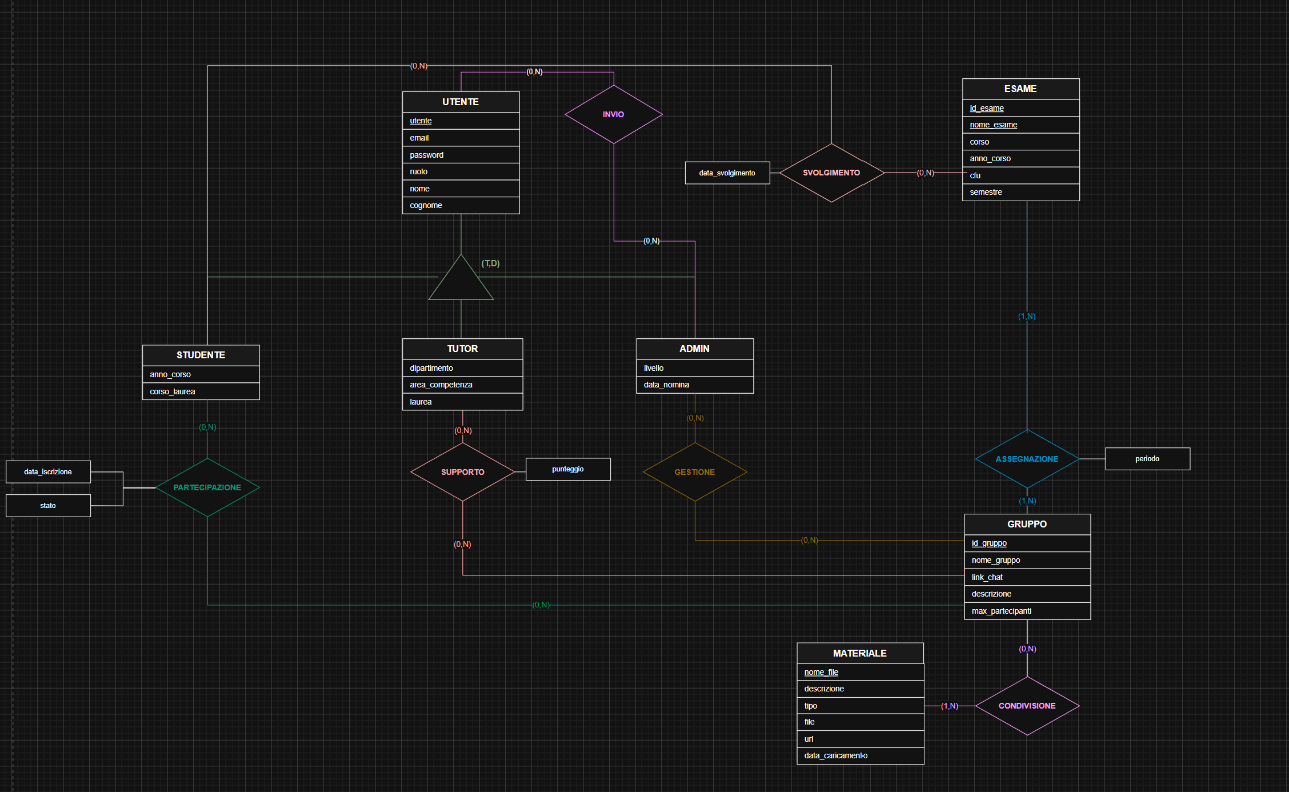 (0,N)
(0,N)
UTENTE
utente
email
password
ruolo
nome
cognome
INVIO
ESAME
id_esame
nome_esame
corso
anno_corso
cfu
semestre
data_svolgimento
SVOLGIMENTO
(0,N)
(0,N)
(T,D)
(1,N)
STUDENTE
anno_corso
corso_laurea
TUTOR
dipartimento
area_competenza
laurea
ADMIN
livello
data_nomina
(0,N)
(0,N)
(0,N)
data_iscrizione
stato
PARTECIPAZIONE
SUPPORTO
punteggio
GESTIONE
ASSEGNAZIONE
periodo
(1,N)
GRUPPO
id_gruppo
nome_gruppo
link_chat
descrizione
max_partecipanti
(0,N)
(0,N)
(0,N)
(0,N)
MATERIALE
nome_file
descrizione
tipo
file
url
data_caricamento
(1,N)
CONDIVISIONE